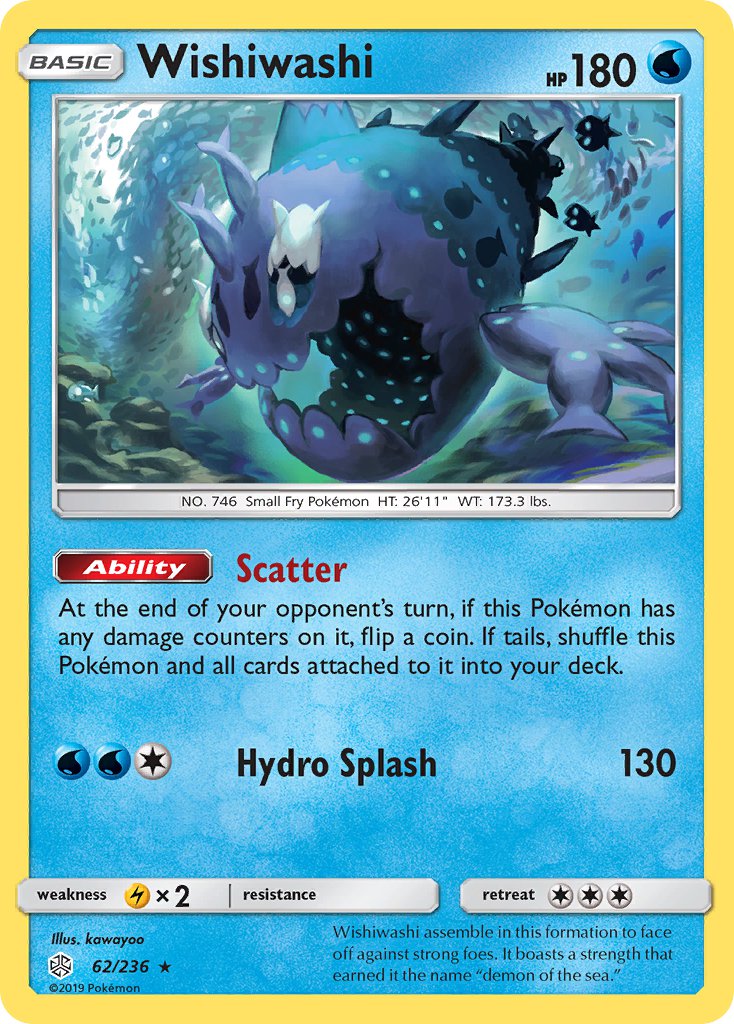 BASIC Wishiwashi HP 180
NO. 746 Small Fry Pokémon HT: 26'11" WT: 173.3 lbs.
Ability Scatter
At the end of your opponent's turn, if this Pokémon has
any damage counters on it, flip a coin. If tails, shuffle this
Pokémon and all cards attached to it into your deck.
Hydro Splash 130
weakness ×2 resistance retreat
Illus. kawayoo
62/236 ★
©2019 Pokémon
Wishiwashi assemble in this formation to face
off against strong foes. It boasts a strength that
earned it the name “demon of the sea.”